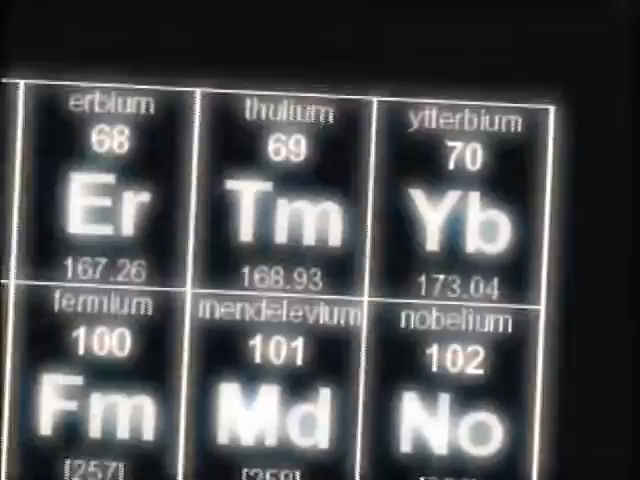 erbium thulium ytterbium
68 69 70
Er Tm Yb
167.26 168.93 173.04
fermium mendelevium nobelium
100 101 102
Fm Md No
[257] [258]